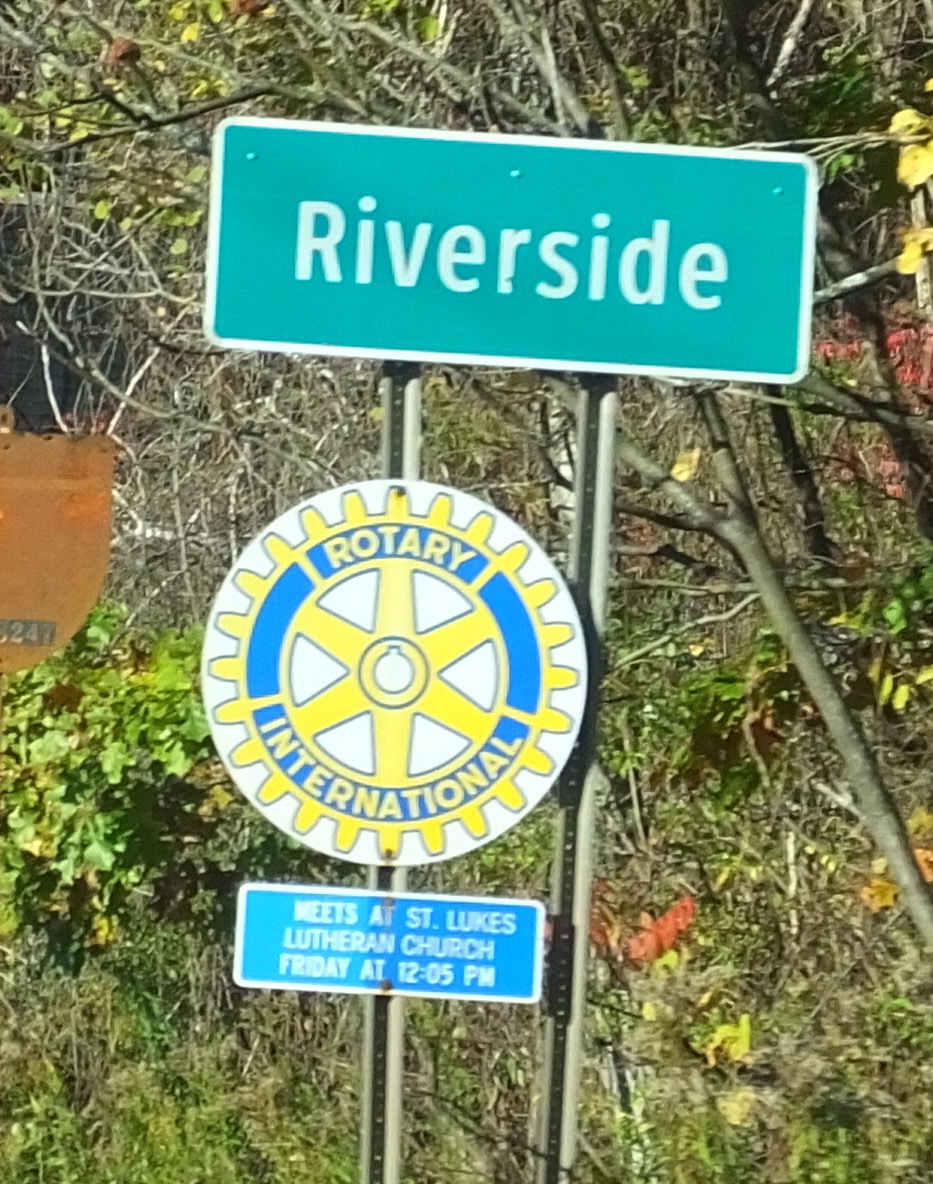 Riverside
ROTARY
INTERNATIONAL
MEETS AT ST. LUKES
LUTHERAN CHURCH
FRIDAY AT 12:05 PM